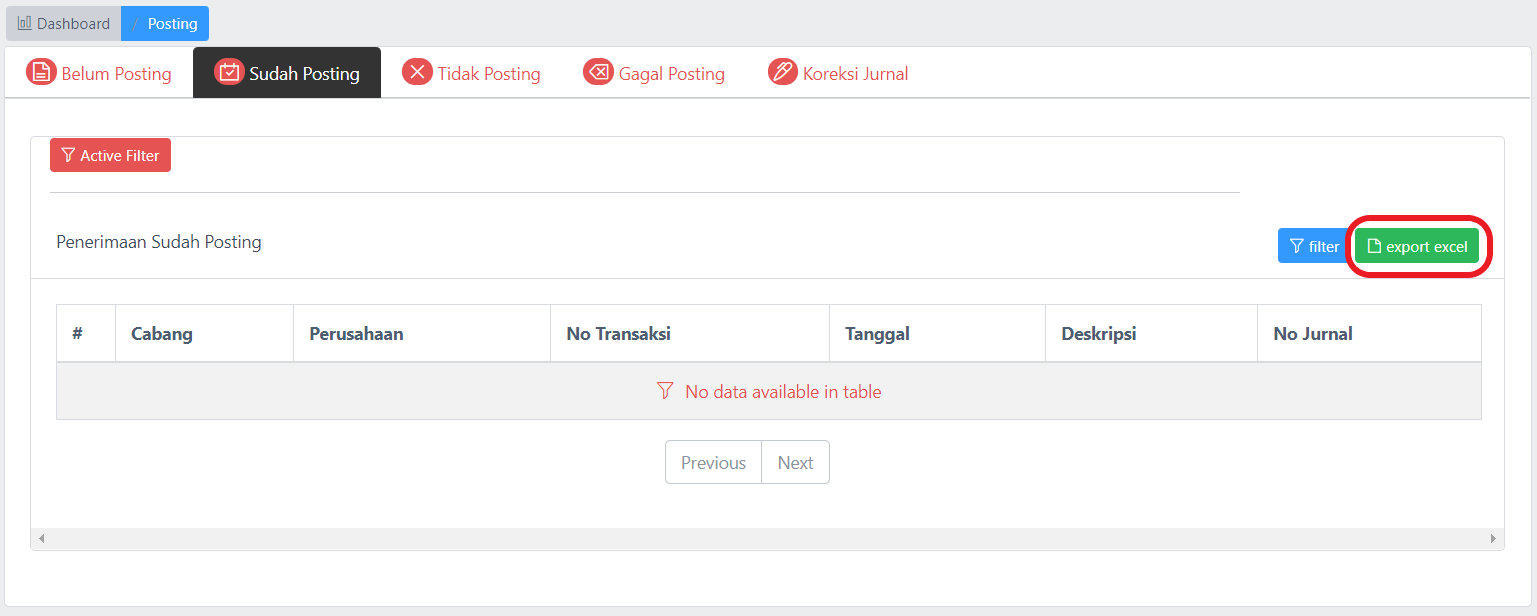 Dashboard / Posting
Belum Posting Sudah Posting Tidak Posting Gagal Posting Koreksi Jurnal
Active Filter
Penerimaan Sudah Posting filter export excel
# Cabang Perusahaan No Transaksi Tanggal Deskripsi No Jurnal
No data available in table
Previous Next